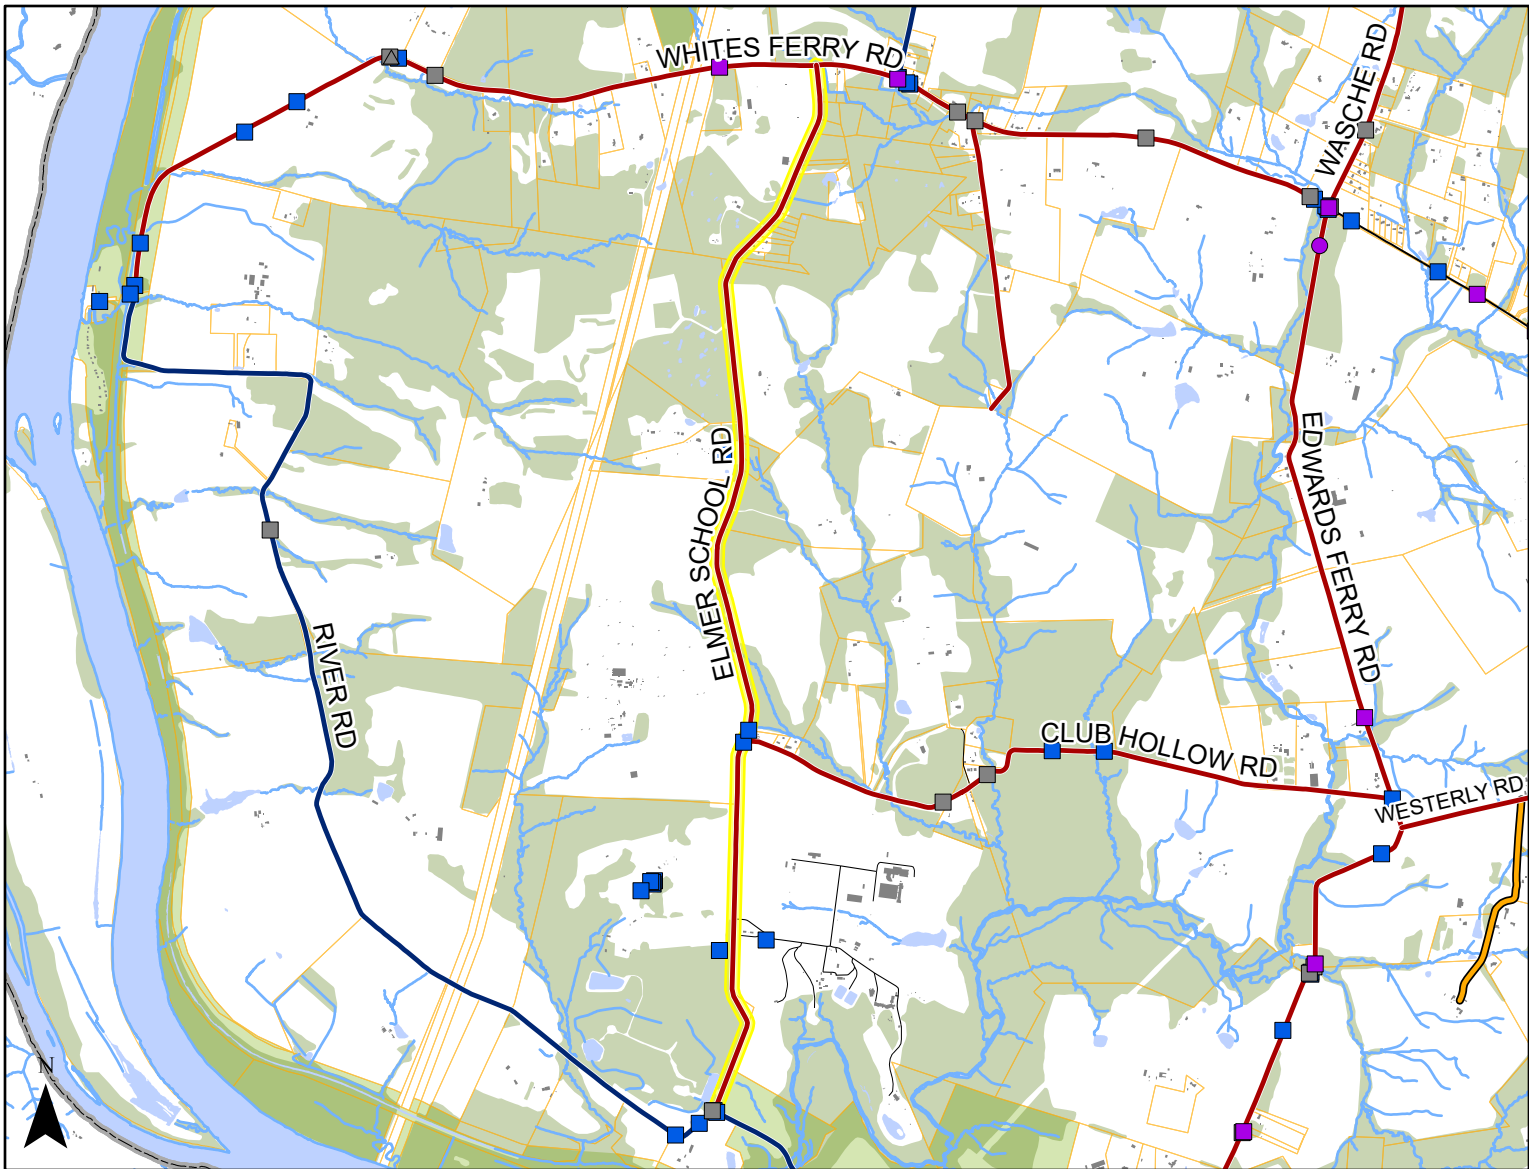 WHITES FERRY RD
WASCHE RD
ELMER SCHOOL RD
EDWARDS FERRY RD
RIVER RD
CLUB HOLLOW RD
WESTERLY RD
N